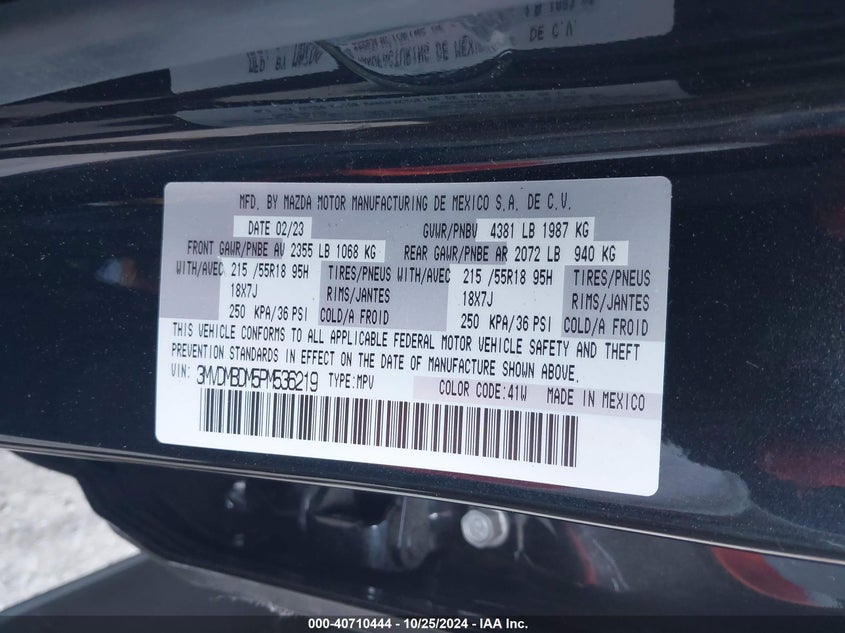 MFD. BY MAZDA MOTOR MANUFACTURING DE MEXICO S.A. DE C.V.
DATE 02/23 GVWR/PNBV 4381 LB 1987 KG
FRONT GAWR/PNBE AV 2355 LB 1068 KG REAR GAWR/PNBE AR 2072 LB 940 KG
WITH/AVEC 215 /55R18 95H TIRES/PNEUS WITH/AVEC 215 /55R18 95H TIRES/PNEUS
18X7J RIMS/JANTES 18X7J RIMS/JANTES
250 KPA/36 PSI COLD/A FROID 250 KPA/36 PSI COLD/A FROID
THIS VEHICLE CONFORMS TO ALL APPLICABLE FEDERAL MOTOR VEHICLE SAFETY AND THEFT
PREVENTION STANDARDS IN EFFECT ON THE DATE OF MANUFACTURE SHOWN ABOVE.
VIN: 3MVDMBDM5PM536219 TYPE:MPV COLOR CODE:41W MADE IN MEXICO
000-40710444 - 10/25/2024 - IAA Inc.